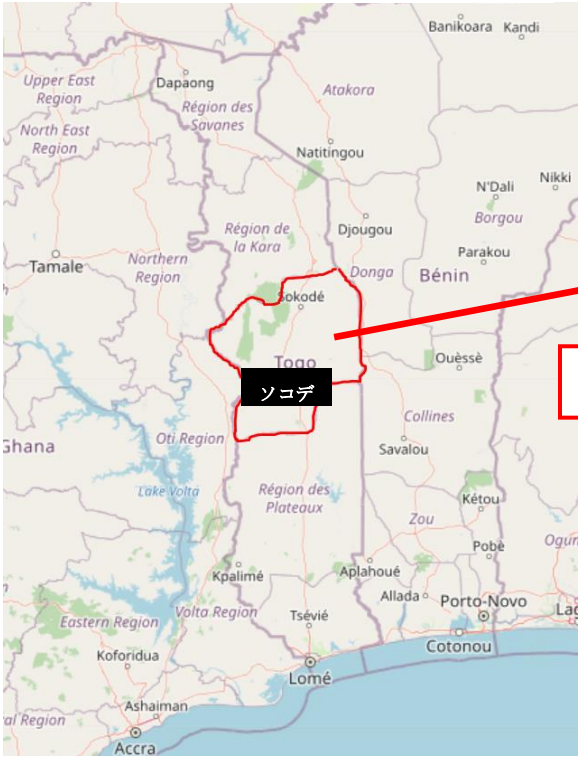 Banikoara Kandi
Upper East
Region
Dapaong
Atakora
Région des
Savanes
North East
Region
Natitingou
N'Dali
Nikki
Borgou
Région de
la Kara
Djougou
Parakou
Tamale
Northern
Region
Donga
Bénin
Sokodé
Togo
Ouèssè
ソコデ
Collines
Ghana
Oti Region
Savalou
Lake Volta
Région des
Plateaux
Kétou
Zou
Pobè
Kpalimé
Aplahoué
Allada
Porto-Novo
Volta Region
Tsévié
Eastern Region
Cotonou
Koforidua
Lomé
Ashaiman
Accra